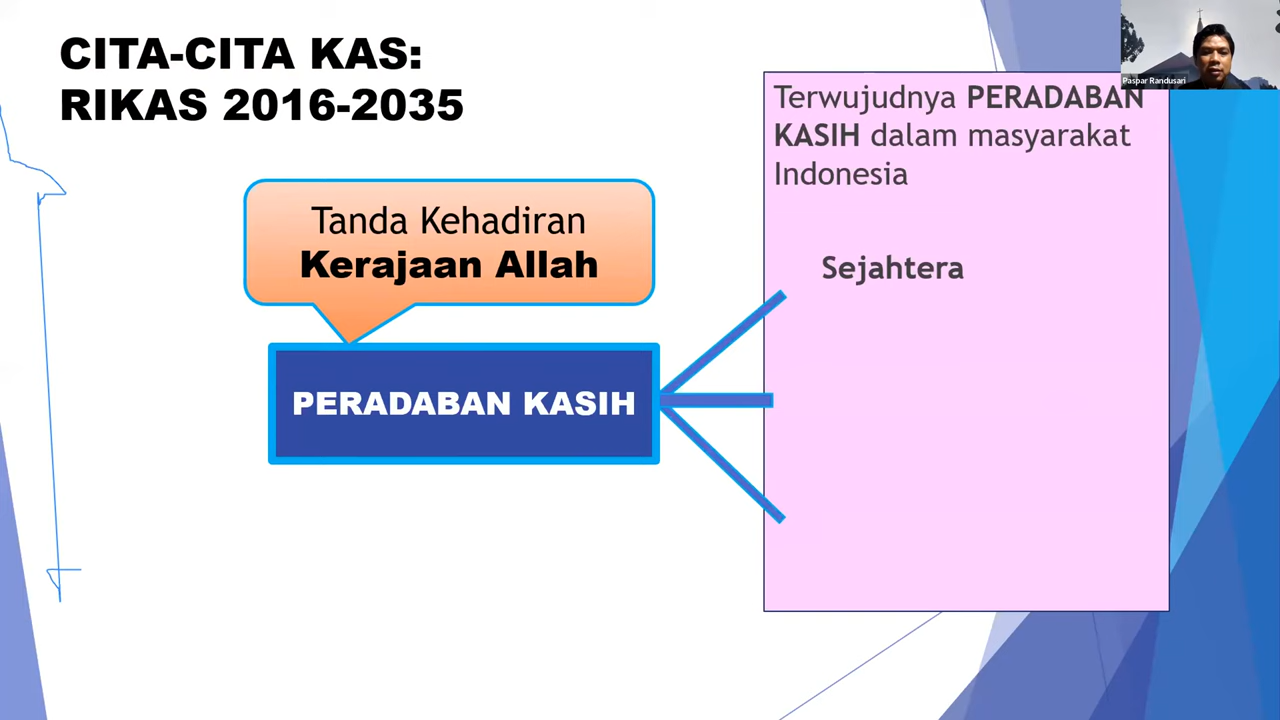 CITA-CITA KAS:
RIKAS 2016-2035
Paspar Randusari
Terwujudnya PERADABAN
KASIH dalam masyarakat
Indonesia
Tanda Kehadiran
Kerajaan Allah
Sejahtera
PERADABAN KASIH